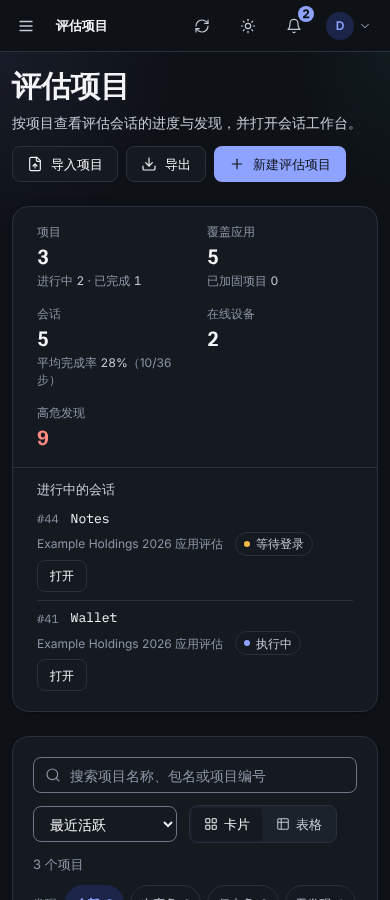 评估项目
2
D
评估项目
按项目查看评估会话的进度与发现，并打开会话工作台。
导入项目
导出
新建评估项目
项目
3
进行中 2 · 已完成 1
覆盖应用
5
已加固项目 0
会话
5
平均完成率 28%（10/36
步）
在线设备
2
高危发现
9
进行中的会话
#44 Notes
Example Holdings 2026 应用评估
等待登录
打开
#41 Wallet
Example Holdings 2026 应用评估
执行中
打开
搜索项目名称、包名或项目编号
最近活跃
卡片
表格
3 个项目